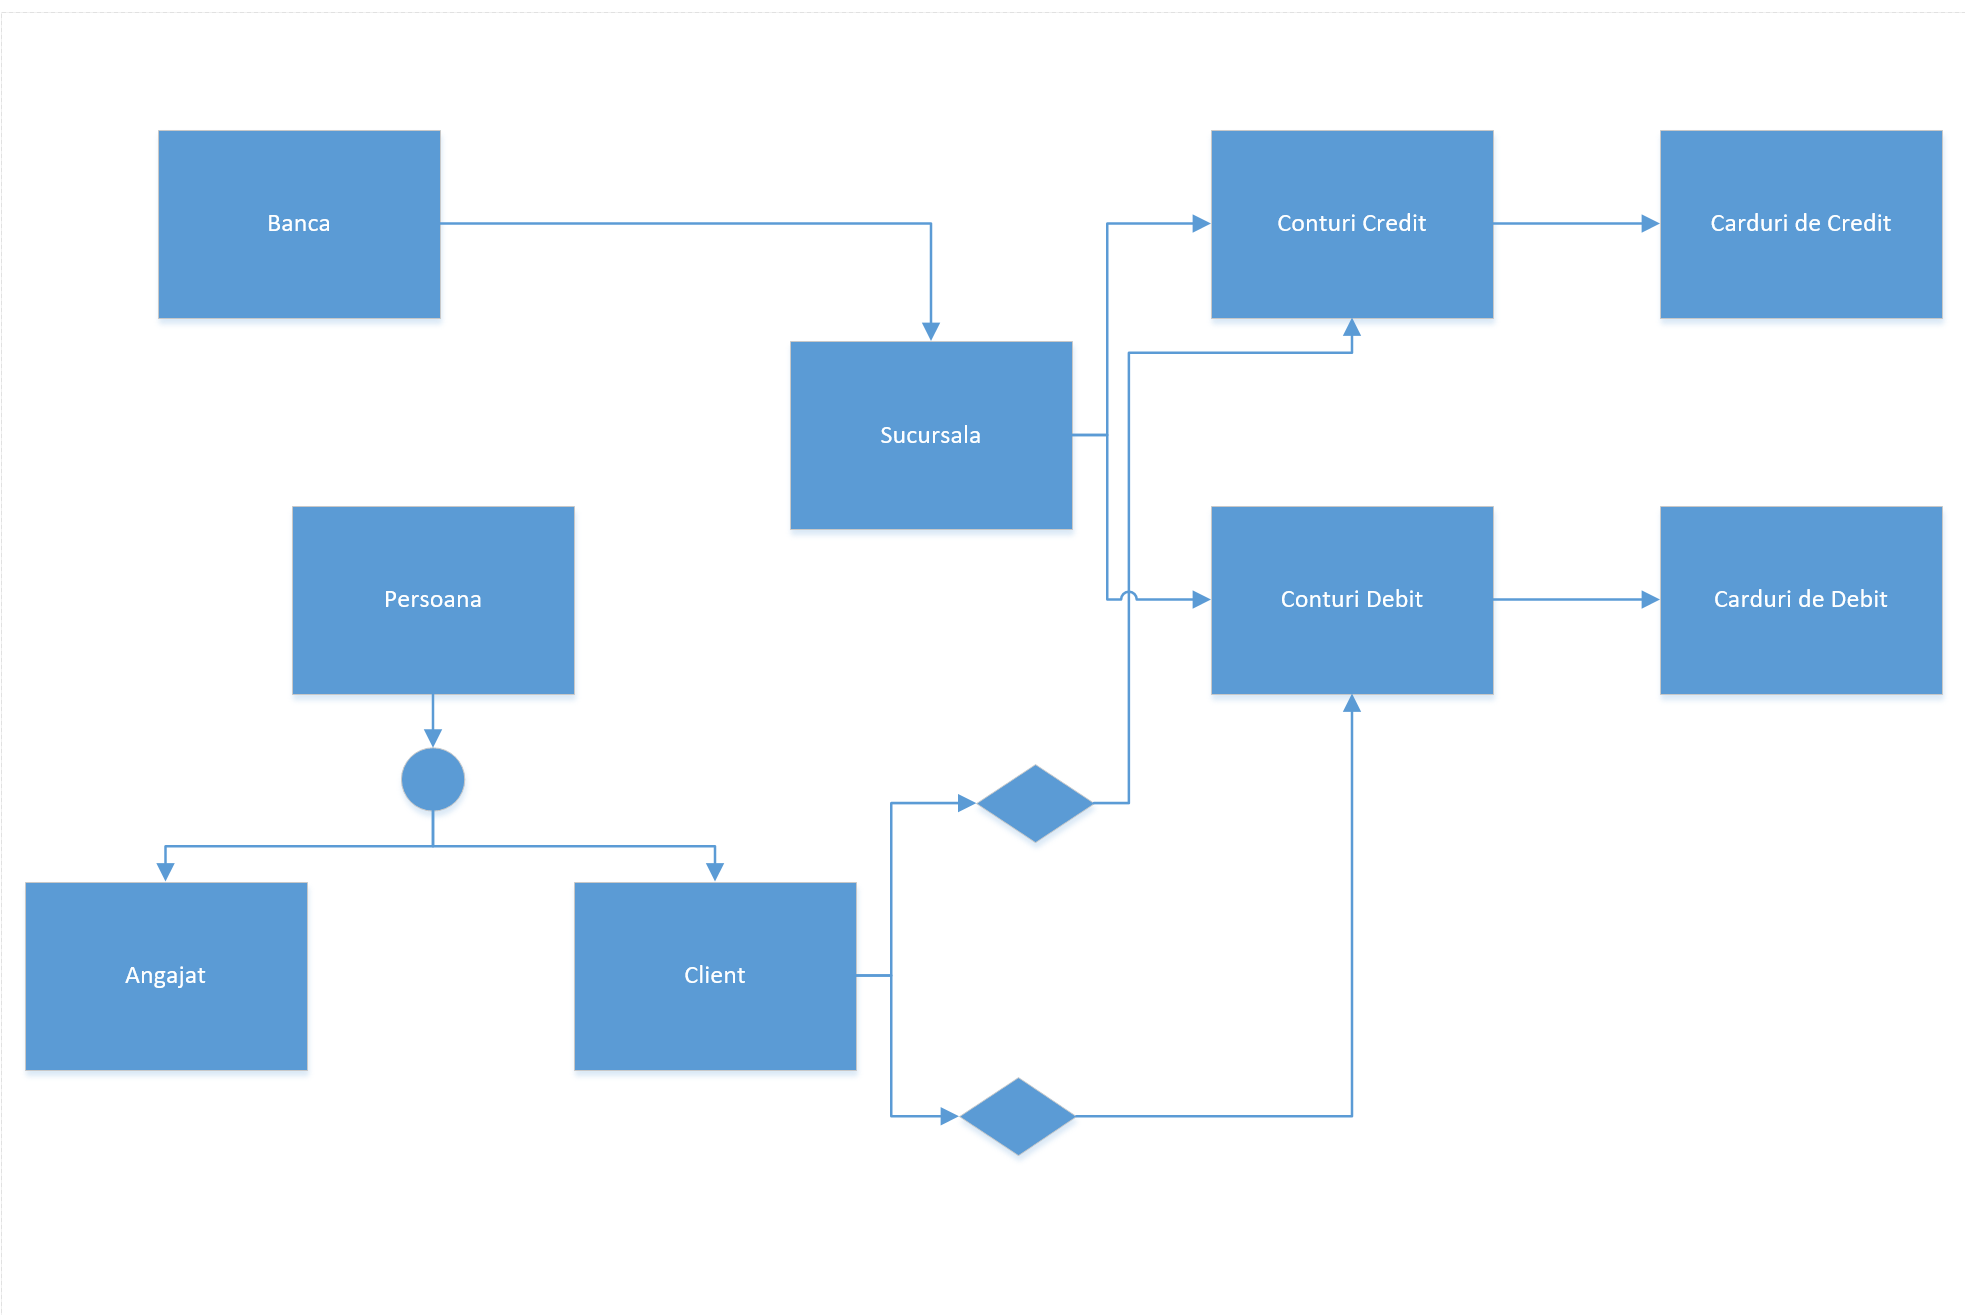 Banca
Conturi Credit
Carduri de Credit
Sucursala
Persoana
Conturi Debit
Carduri de Debit
Angajat
Client